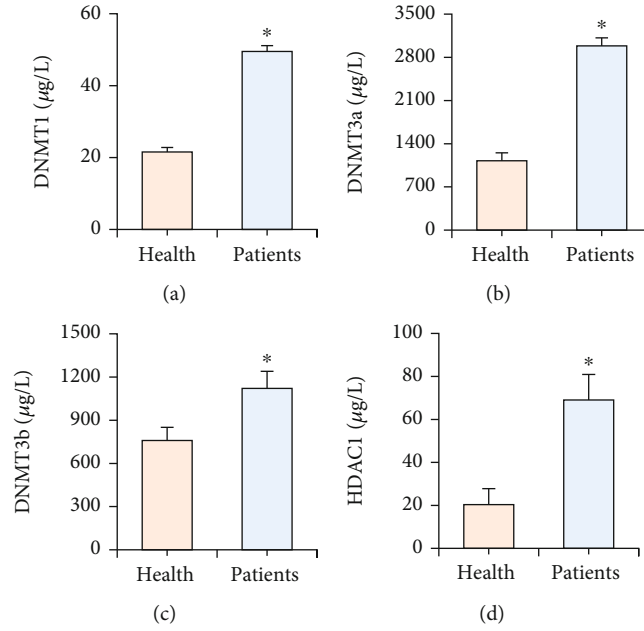 DNMT1 (μg/L)
60
40
20
0
*
Health Patients
(a)
DNMT3a (μg/L)
3500
2800
2100
1400
700
0
*
Health Patients
(b)
DNMT3b (μg/L)
1500
1200
900
600
300
0
*
Health Patients
(c)
HDAC1 (μg/L)
100
80
60
40
20
0
*
Health Patients
(d)